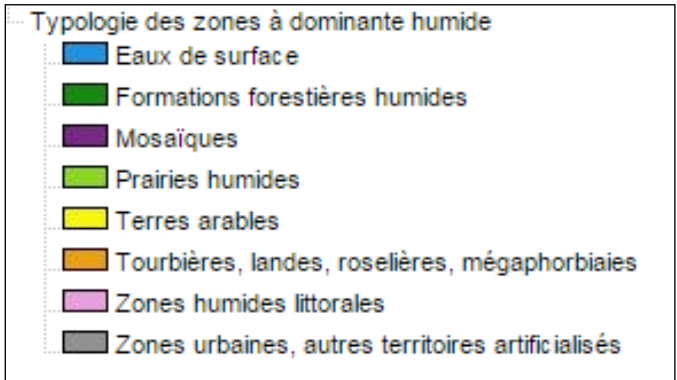 Typologie des zones à dominante humide
Eaux de surface
Formations forestières humides
Mosaïques
Prairies humides
Terres arables
Tourbières, landes, roselières, mégaphorbiaies
Zones humides littorales
Zones urbaines, autres territoires artificialisés